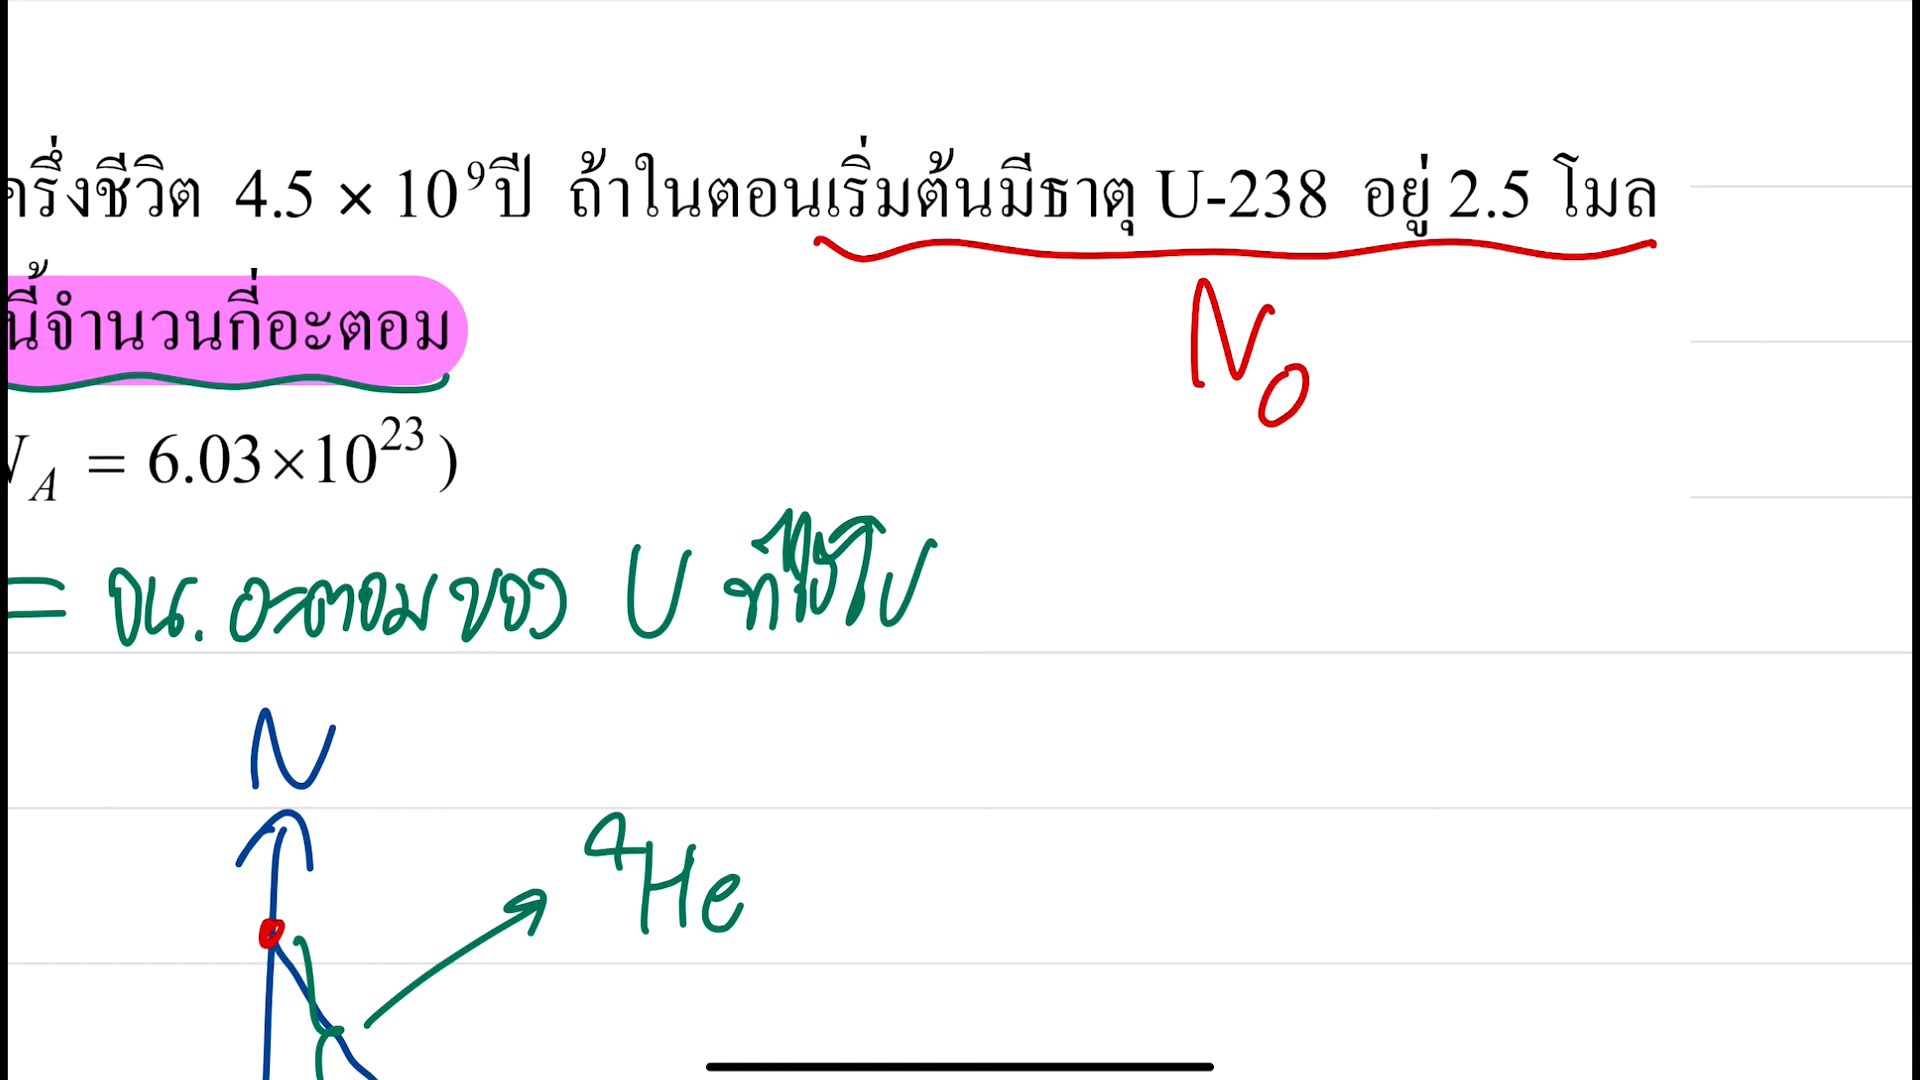 ครึ่งชีวิต 4.5 × 10⁹ปี ถ้าในตอนเริ่มต้นมีธาตุ U-238 อยู่ 2.5 โมล
นี้จำนวนกี่อะตอม
N₀
N_A = 6.03×10²³ )
= จน. อะตอมของ U ที่ใช้ไป
N
⁴He